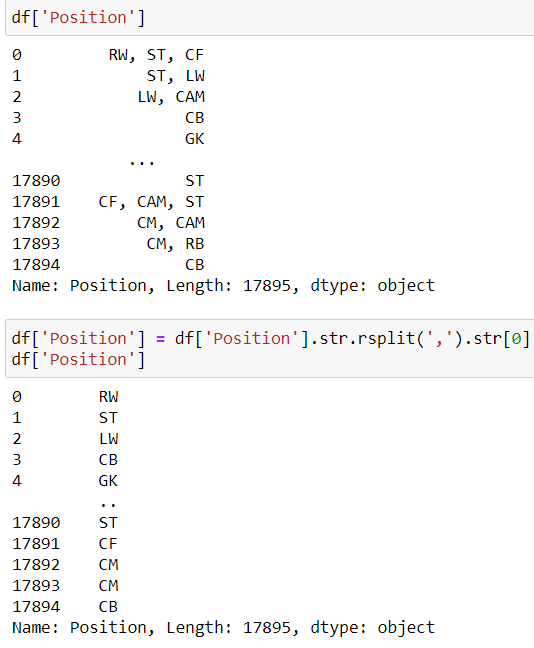 df['Position']
0 RW, ST, CF
1 ST, LW
2 LW, CAM
3 CB
4 GK
...
17890 ST
17891 CF, CAM, ST
17892 CM, CAM
17893 CM, RB
17894 CB
Name: Position, Length: 17895, dtype: object
df['Position'] = df['Position'].str.rsplit(',').str[0]
df['Position']
0 RW
1 ST
2 LW
3 CB
4 GK
..
17890 ST
17891 CF
17892 CM
17893 CM
17894 CB
Name: Position, Length: 17895, dtype: object